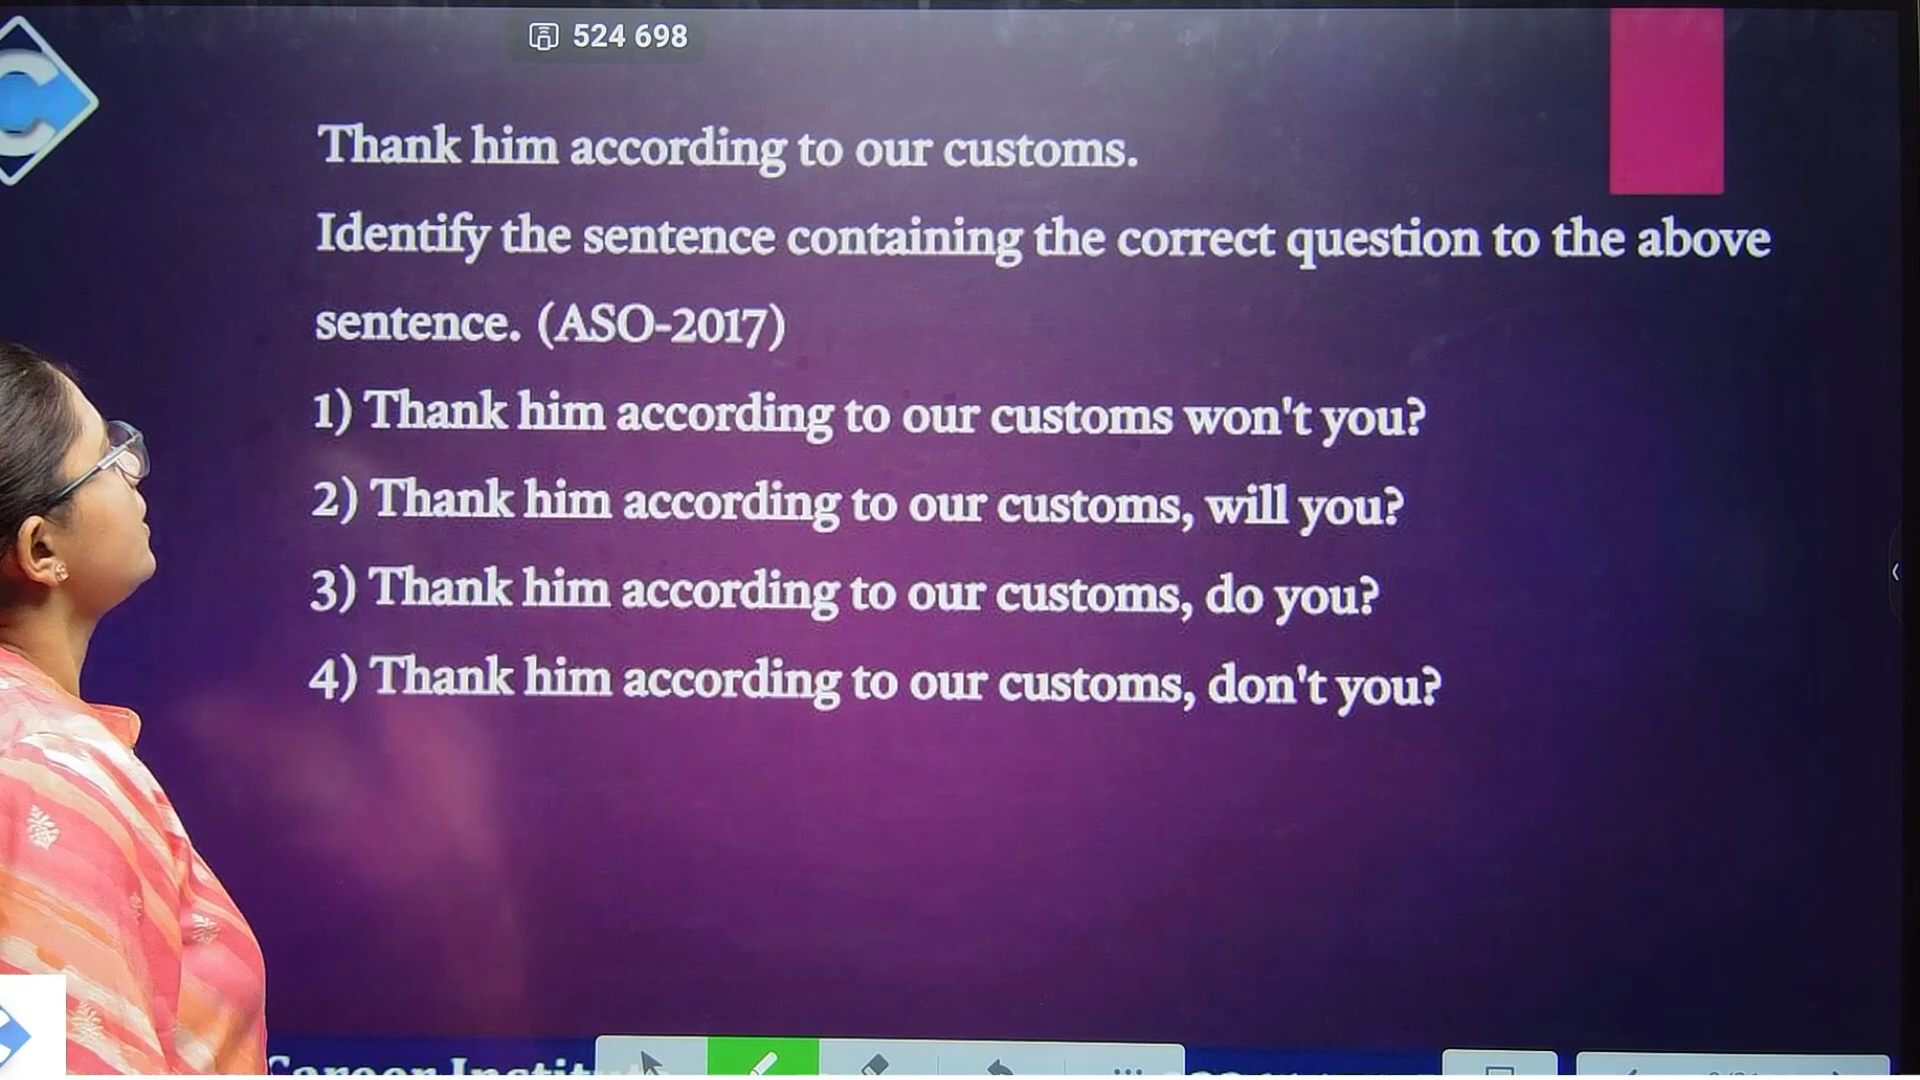 524 698
Thank him according to our customs.
Identify the sentence containing the correct question to the above
sentence. (ASO-2017)
1) Thank him according to our customs won't you?
2) Thank him according to our customs, will you?
3) Thank him according to our customs, do you?
4) Thank him according to our customs, don't you?
Career